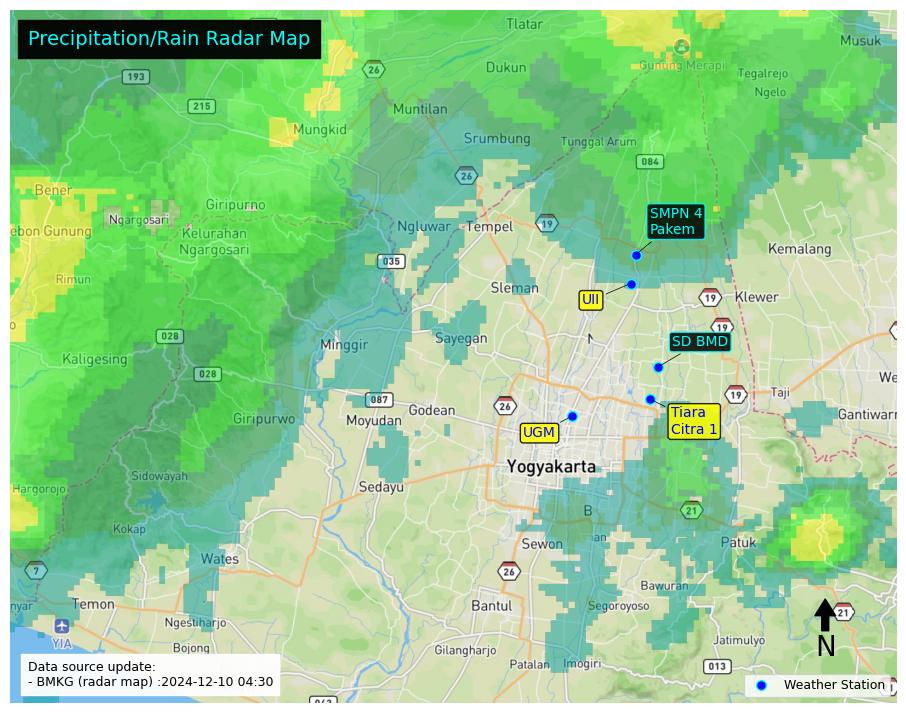 Precipitation/Rain Radar Map
Tlatar
Musuk
26
193
Dukun
Gunung Merapi
Tegalrejo
Ngelo
215
Muntilan
Mungkid
Srumbung
Tunggal Arum
084
26
Bener
Giripurno
Ngargosari
SMPN 4
Pakem
Ngluwar
Tempel
19
ebon Gunung
Kelurahan
Ngargosari
Kemalang
035
Rimun
Sleman
UII
19
Klewer
19
028
Sayegan
N
SD BMD
Minggir
Kaligesing
028
We
087
26
19
Taji
Godean
Tiara
Citra 1
Gantiwarn
Giripurwo
Moyudan
UGM
Yogyakarta
Sidowayah
Sedayu
Hargorojo
B
21
Kokap
Sewon
an
Patuk
Wates
7
26
Bawuran
nyar
Temon
Bantul
Segoroyoso
21
Ngestiharjo
YIA
N
Bojong
Gilangharjo
Jatimulyo
Patalan
Imogiri
013
Data source update:
- BMKG (radar map) :2024-12-10 04:30
Weather Station